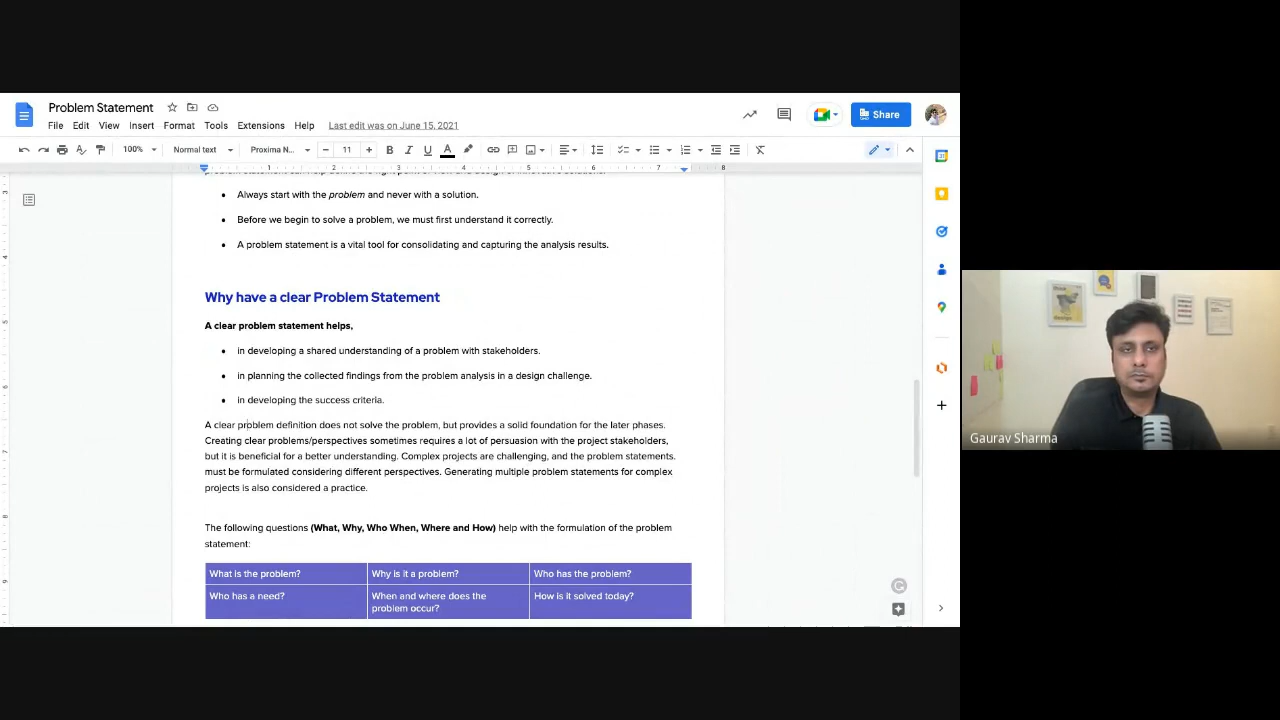 Problem Statement
File Edit View Insert Format Tools Extensions Help Last edit was on June 15, 2021
Share
100% Normal text Proxima N... 11
1 2 3 4 5 6 7 8
Always start with the problem and never with a solution.
Before we begin to solve a problem, we must first understand it correctly.
A problem statement is a vital tool for consolidating and capturing the analysis results.
Why have a clear Problem Statement
A clear problem statement helps,
in developing a shared understanding of a problem with stakeholders.
in planning the collected findings from the problem analysis in a design challenge.
in developing the success criteria.
A clear problem definition does not solve the problem, but provides a solid foundation for the later phases.
Creating clear problems/perspectives sometimes requires a lot of persuasion with the project stakeholders,
but it is beneficial for a better understanding. Complex projects are challenging, and the problem statements.
must be formulated considering different perspectives. Generating multiple problem statements for complex
projects is also considered a practice.
The following questions (What, Why, Who When, Where and How) help with the formulation of the problem
statement:
What is the problem? Why is it a problem? Who has the problem?
Who has a need? When and where does the How is it solved today?
problem occur?
Gaurav Sharma